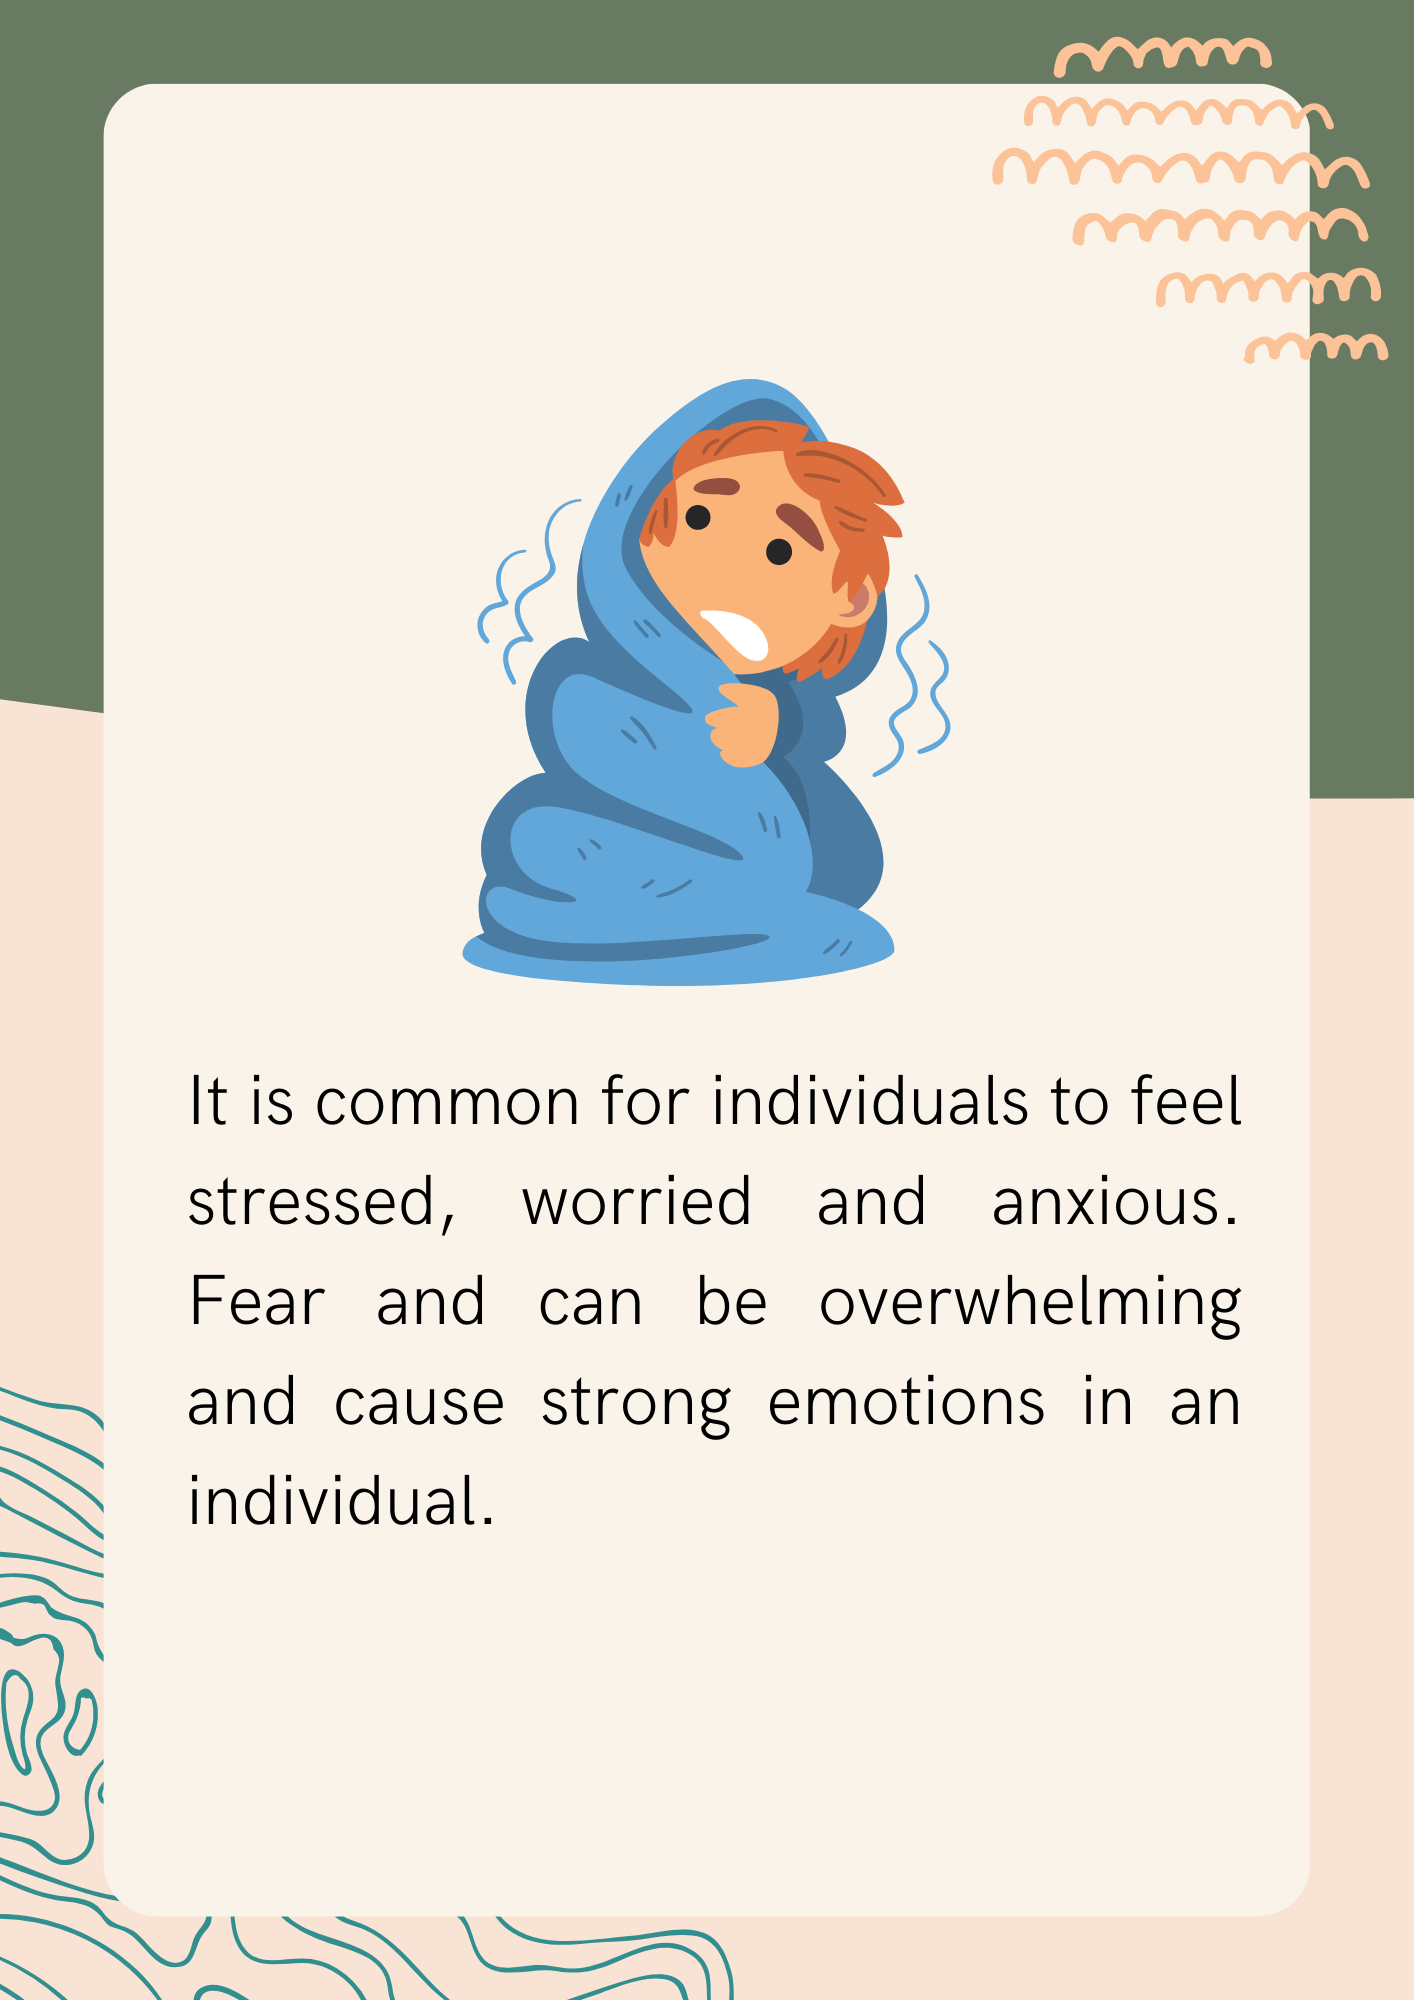 It is common for individuals to feel
stressed, worried and anxious.
Fear and can be overwhelming
and cause strong emotions in an
individual.